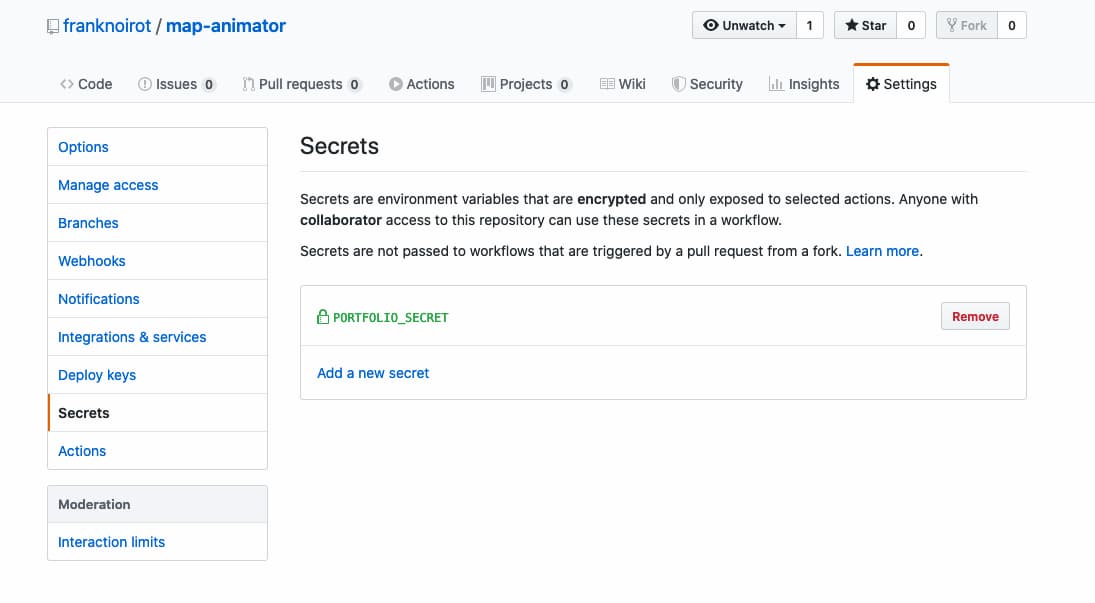 franknoirot / map-animator
Unwatch 1 Star 0 Fork 0
Code Issues 0 Pull requests 0 Actions Projects 0 Wiki Security Insights Settings
Options
Manage access
Branches
Webhooks
Notifications
Integrations & services
Deploy keys
Secrets
Actions
Moderation
Interaction limits
Secrets
Secrets are environment variables that are encrypted and only exposed to selected actions. Anyone with
collaborator access to this repository can use these secrets in a workflow.
Secrets are not passed to workflows that are triggered by a pull request from a fork. Learn more.
PORTFOLIO_SECRET Remove
Add a new secret